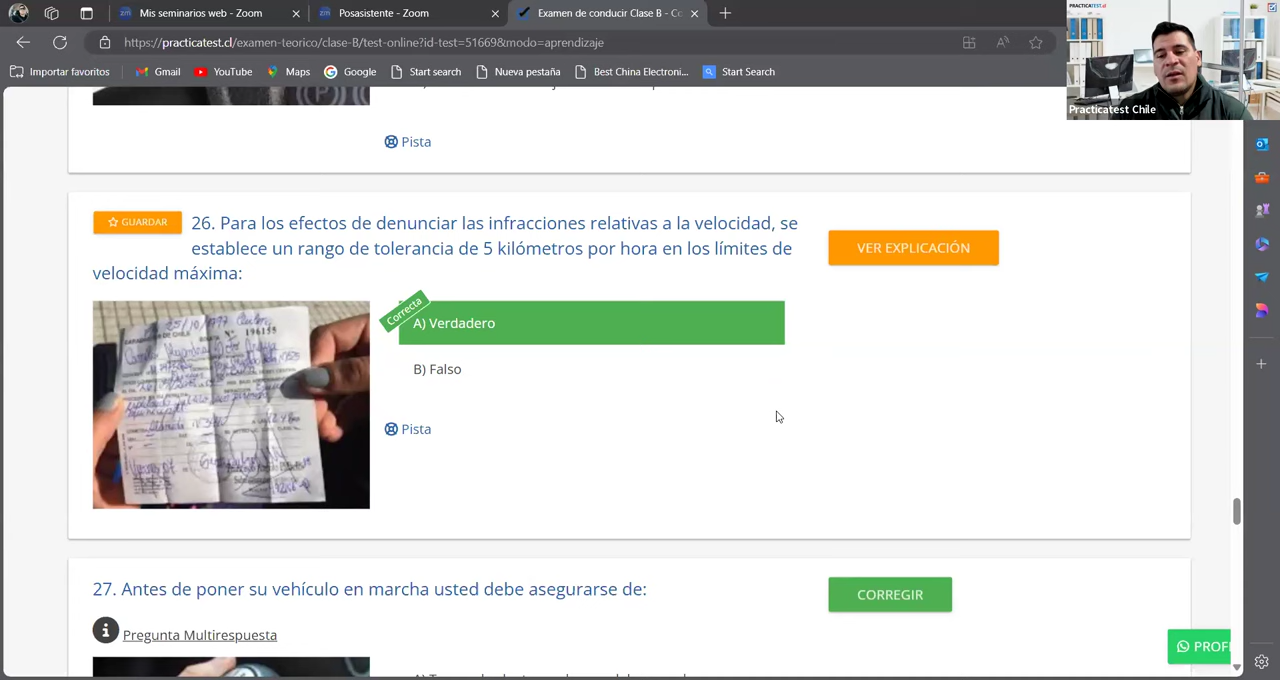 Mis seminarios web - Zoom
Posasistente - Zoom
Examen de conducir Clase B - Co
https://practicatest.cl/examen-teorico/clase-B/test-online?id-test=51669&modo=aprendizaje
Importar favoritos
Gmail
YouTube
Maps
Google
Start search
Nueva pestaña
Best China Electroni...
Start Search
PRACTICATEST.cl
Practicatest Chile
Pista
GUARDAR
26. Para los efectos de denunciar las infracciones relativas a la velocidad, se
establece un rango de tolerancia de 5 kilómetros por hora en los límites de
velocidad máxima:
VER EXPLICACIÓN
Correcta
A) Verdadero
B) Falso
Pista
196155
27. Antes de poner su vehículo en marcha usted debe asegurarse de:
CORREGIR
Pregunta Multirespuesta
PROF